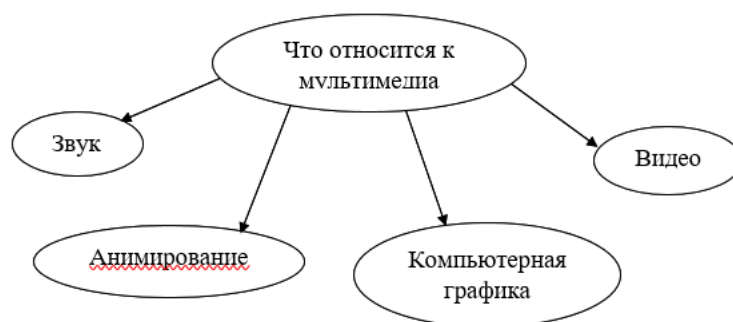 Что относится к
мультимедиа
Звук
Видео
Анимирование
Компьютерная
графика